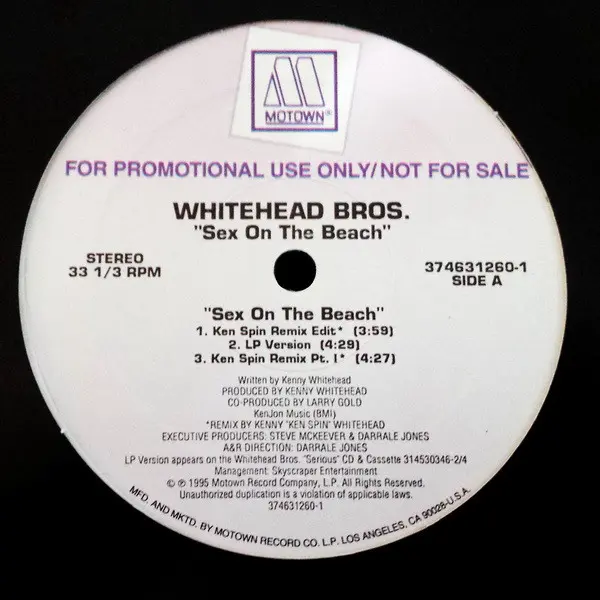 MOTOWN®
FOR PROMOTIONAL USE ONLY/NOT FOR SALE
WHITEHEAD BROS.
"Sex On The Beach"
STEREO
33 1/3 RPM
374631260-1
SIDE A
"Sex On The Beach"
1. Ken Spin Remix Edit* (3:59)
2. LP Version (4:29)
3. Ken Spin Remix Pt. I* (4:27)
Written by Kenny Whitehead
PRODUCED BY KENNY WHITEHEAD
CO-PRODUCED BY LARRY GOLD
KenJon Music (BMI)
*REMIX BY KENNY "KEN SPIN" WHITEHEAD
EXECUTIVE PRODUCERS: STEVE MCKEEVER & DARRALE JONES
A&R DIRECTION: DARRALE JONES
LP Version appears on the Whitehead Bros. "Serious" CD & Cassette 314530346-2/4
Management: Skyscraper Entertainment
© ℗ 1995 Motown Record Company, L.P. All Rights Reserved.
Unauthorized duplication is a violation of applicable laws.
374631260-1
MFD. AND MKTD. BY MOTOWN RECORD CO. L.P. LOS ANGELES, CA 90028-U.S.A.